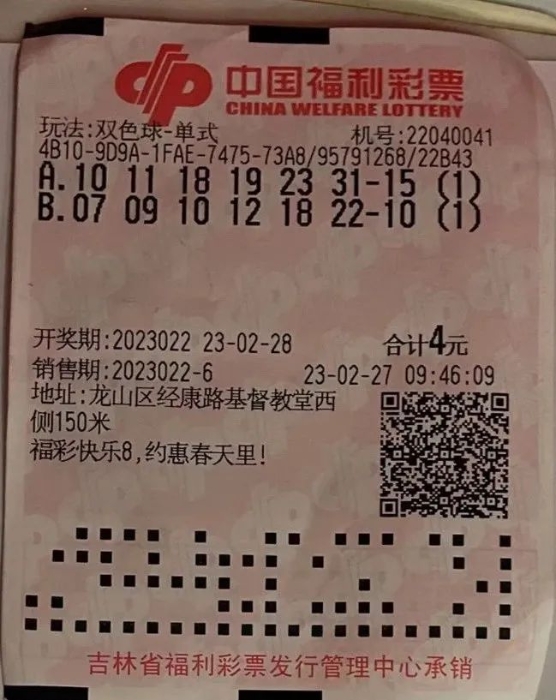 中国福利彩票
CHINA WELFARE LOTTERY
玩法:双色球-单式 机号:22040041
4B10-9D9A-1FAE-7475-73A8/95791268/22B43
A.10 11 18 19 23 31-15 (1)
B.07 09 10 12 18 22-10 (1)
开奖期:2023022 23-02-28 合计4元
销售期:2023022-6 23-02-27 09:46:09
地址:龙山区经康路基督教堂西
侧150米
福彩快乐8,约惠春天里!
吉林省福利彩票发行管理中心承销